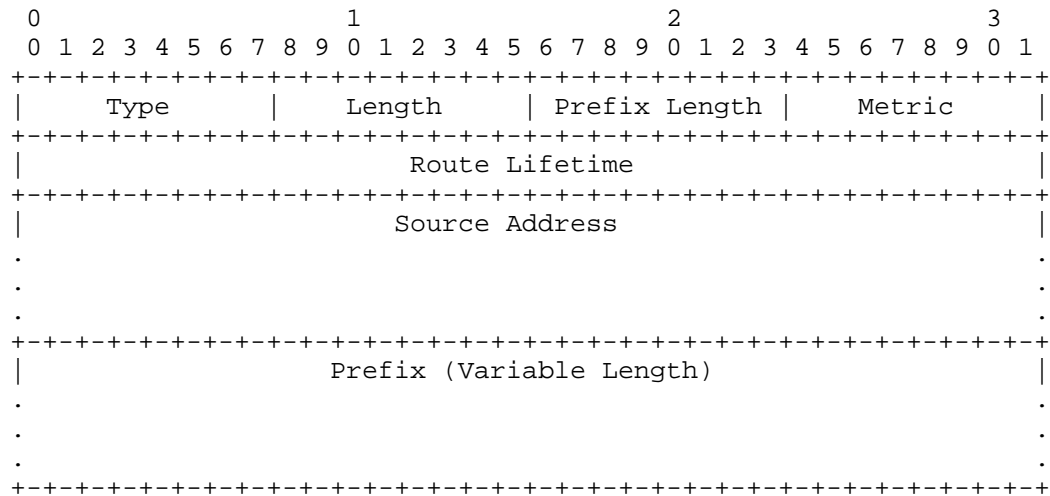 0                   1                   2                   3
 0 1 2 3 4 5 6 7 8 9 0 1 2 3 4 5 6 7 8 9 0 1 2 3 4 5 6 7 8 9 0 1
+-+-+-+-+-+-+-+-+-+-+-+-+-+-+-+-+-+-+-+-+-+-+-+-+-+-+-+-+-+-+-+-+
|     Type      |    Length     | Prefix Length |    Metric     |
+-+-+-+-+-+-+-+-+-+-+-+-+-+-+-+-+-+-+-+-+-+-+-+-+-+-+-+-+-+-+-+-+
|                        Route Lifetime                         |
+-+-+-+-+-+-+-+-+-+-+-+-+-+-+-+-+-+-+-+-+-+-+-+-+-+-+-+-+-+-+-+-+
|                       Source Address                          |
.                                                               .
.                                                               .
.                                                               .
+-+-+-+-+-+-+-+-+-+-+-+-+-+-+-+-+-+-+-+-+-+-+-+-+-+-+-+-+-+-+-+-+
|                   Prefix (Variable Length)                    |
.                                                               .
.                                                               .
.                                                               .
+-+-+-+-+-+-+-+-+-+-+-+-+-+-+-+-+-+-+-+-+-+-+-+-+-+-+-+-+-+-+-+-+